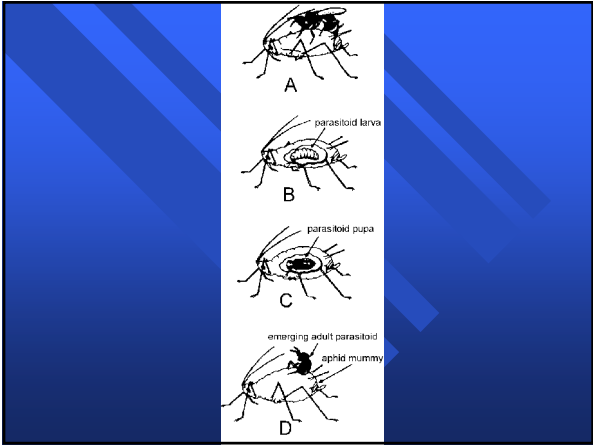 A
parasitoid larva
B
parasitoid pupa
C
emerging adult parasitoid
aphid mummy
D